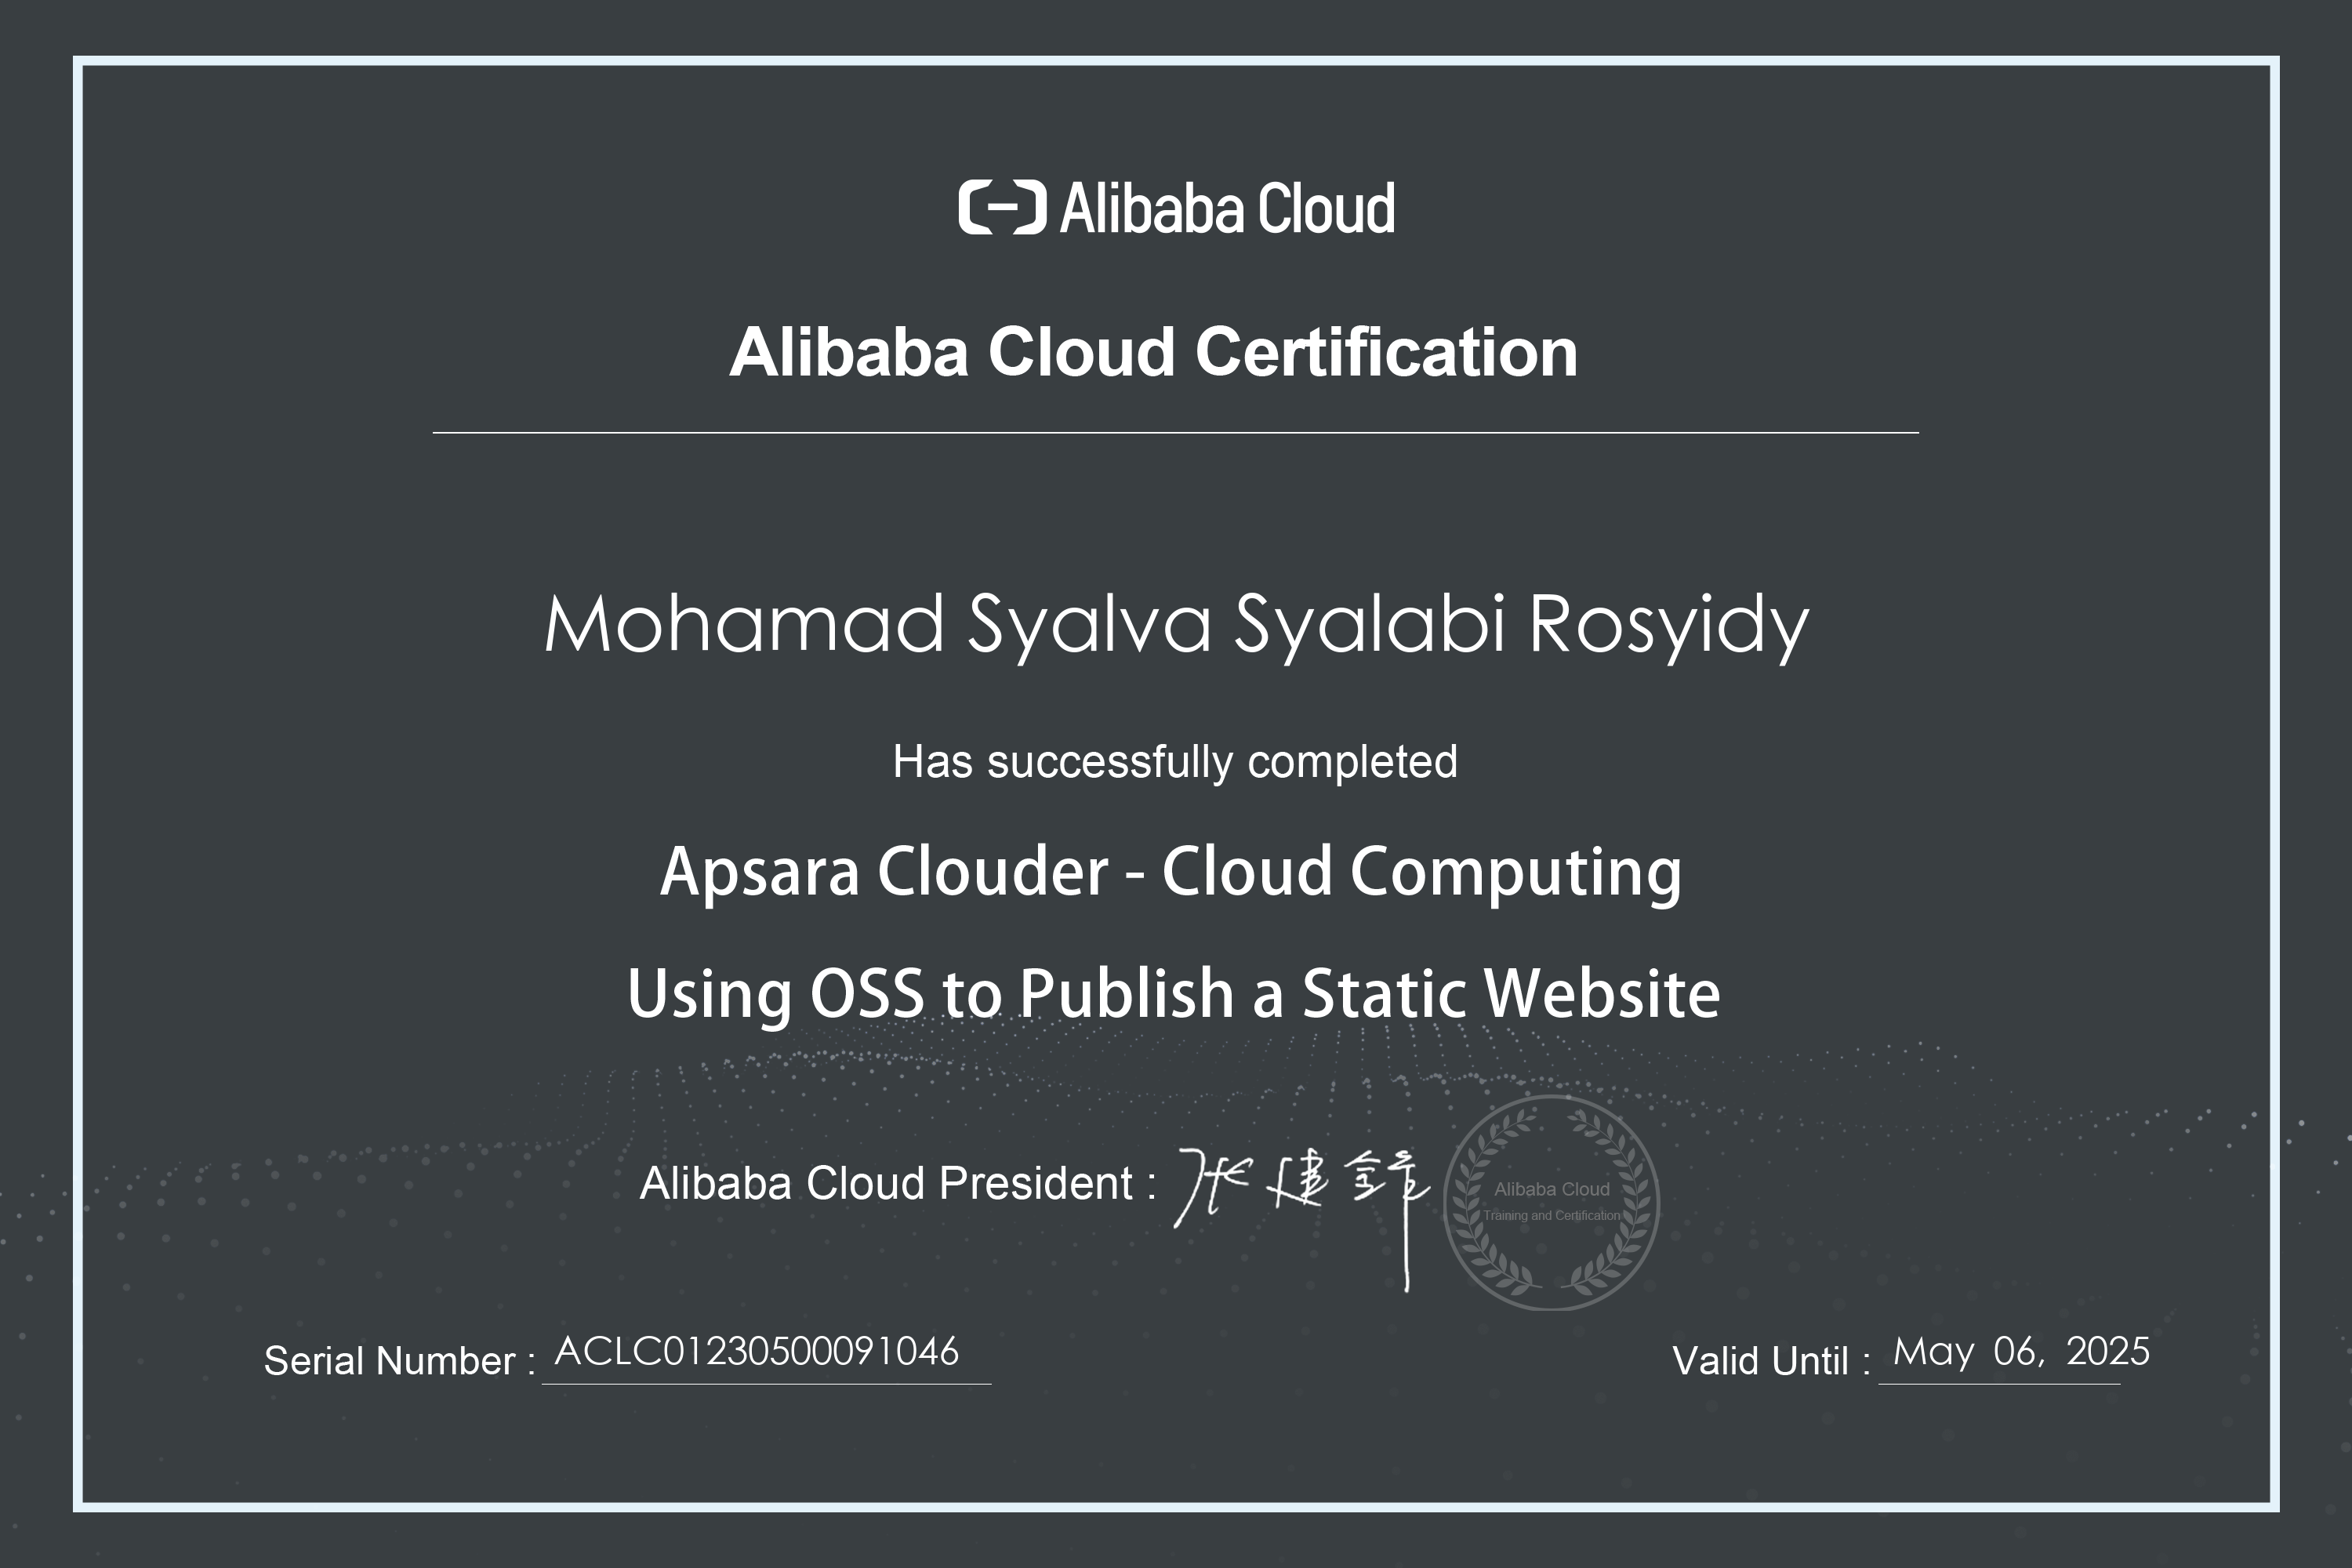 Alibaba Cloud
Alibaba Cloud Certification
Mohamad Syalva Syalabi Rosyidy
Has successfully completed
Apsara Clouder - Cloud Computing
Using OSS to Publish a Static Website
Alibaba Cloud President : 张建锋
Alibaba Cloud
Training and Certification
Serial Number : ACLC01230500091046
Valid Until : May 06, 2025